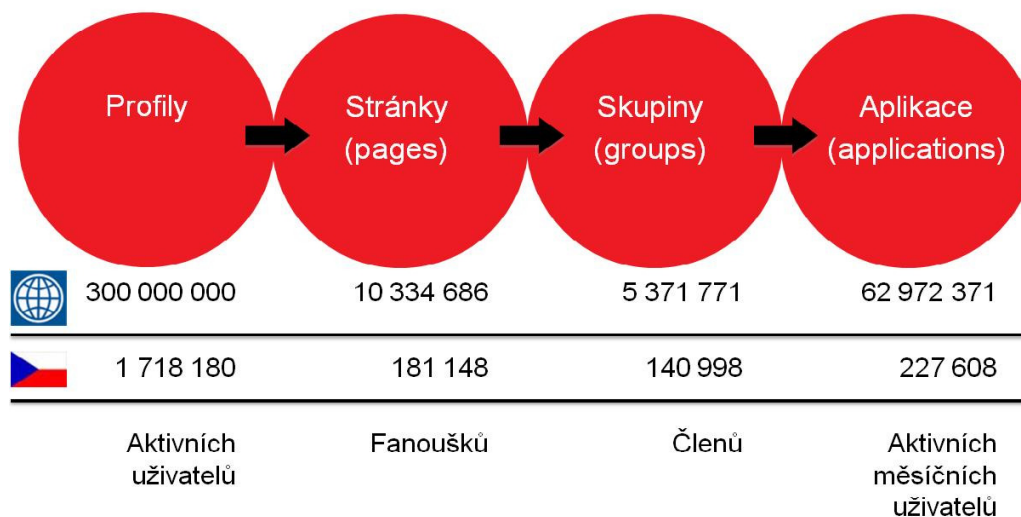 Profily
Stránky
(pages)
Skupiny
(groups)
Aplikace
(applications)
300 000 000
10 334 686
5 371 771
62 972 371
1 718 180
181 148
140 998
227 608
Aktivních
uživatelů
Fanoušků
Členů
Aktivních
měsíčních
uživatelů